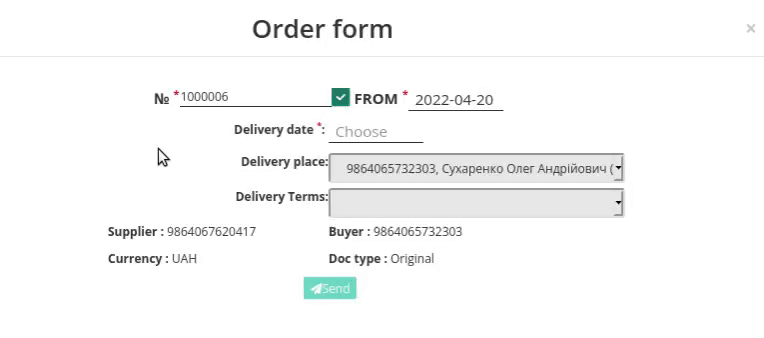 Order form
×
№ *1000006 FROM * 2022-04-20
Delivery date *: Choose
Delivery place: 9864065732303, Сухаренко Олег Андрійович (
Delivery Terms:
Supplier : 9864067620417 Buyer : 9864065732303
Currency : UAH Doc type : Original
Send